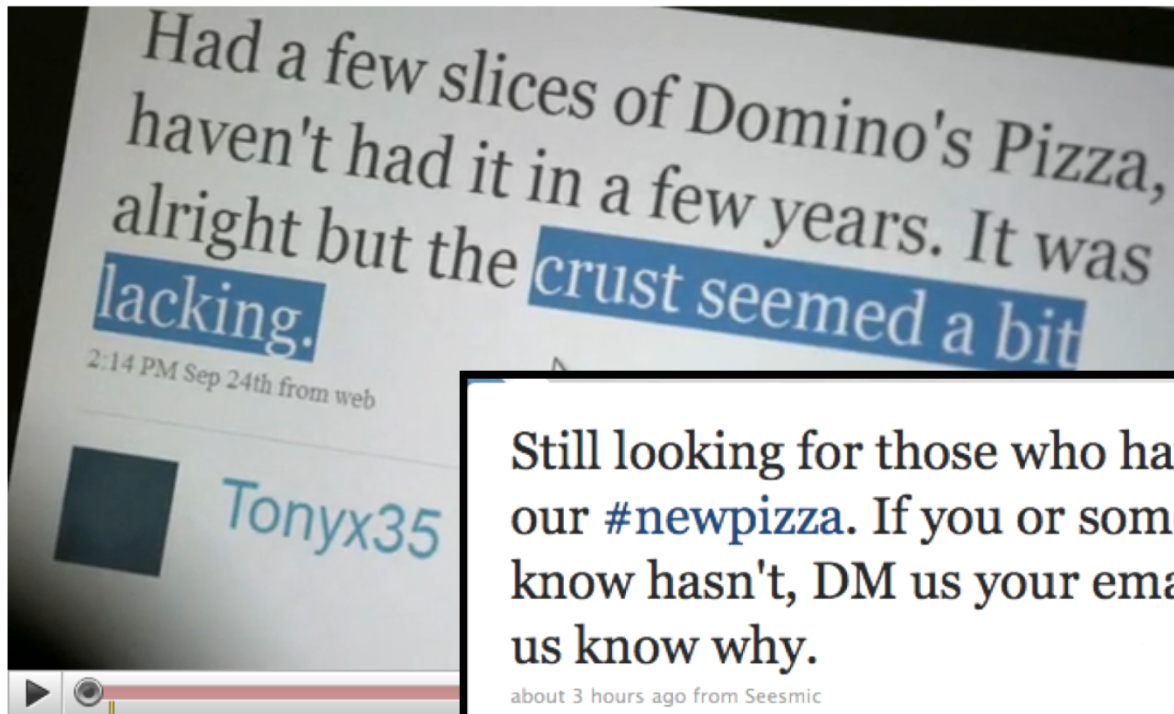 Had a few slices of Domino's Pizza,
haven't had it in a few years. It was
alright but the crust seemed a bit
lacking.
2:14 PM Sep 24th from web
Tonyx35
Still looking for those who ha
our #newpizza. If you or som
know hasn't, DM us your ema
us know why.
about 3 hours ago from Seesmic